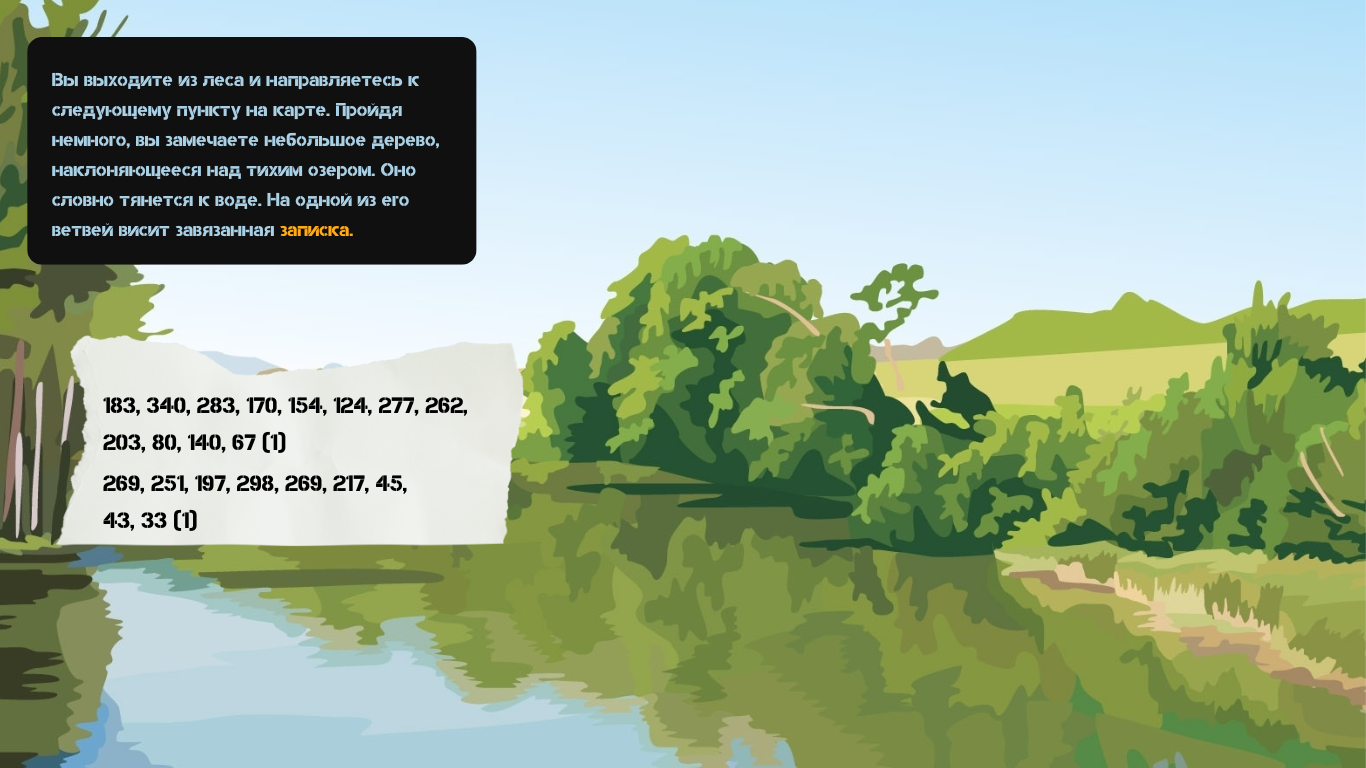 Вы выходите из леса и направляетесь к
следующему пункту на карте. Пройдя
немного, вы замечаете небольшое дерево,
наклоняющееся над тихим озером. Оно
словно тянется к воде. На одной из его
ветвей висит завязанная записка.
183, 340, 283, 170, 154, 124, 277, 262,
203, 80, 140, 67 (1)
269, 251, 197, 298, 269, 217, 45,
43, 33 (1)